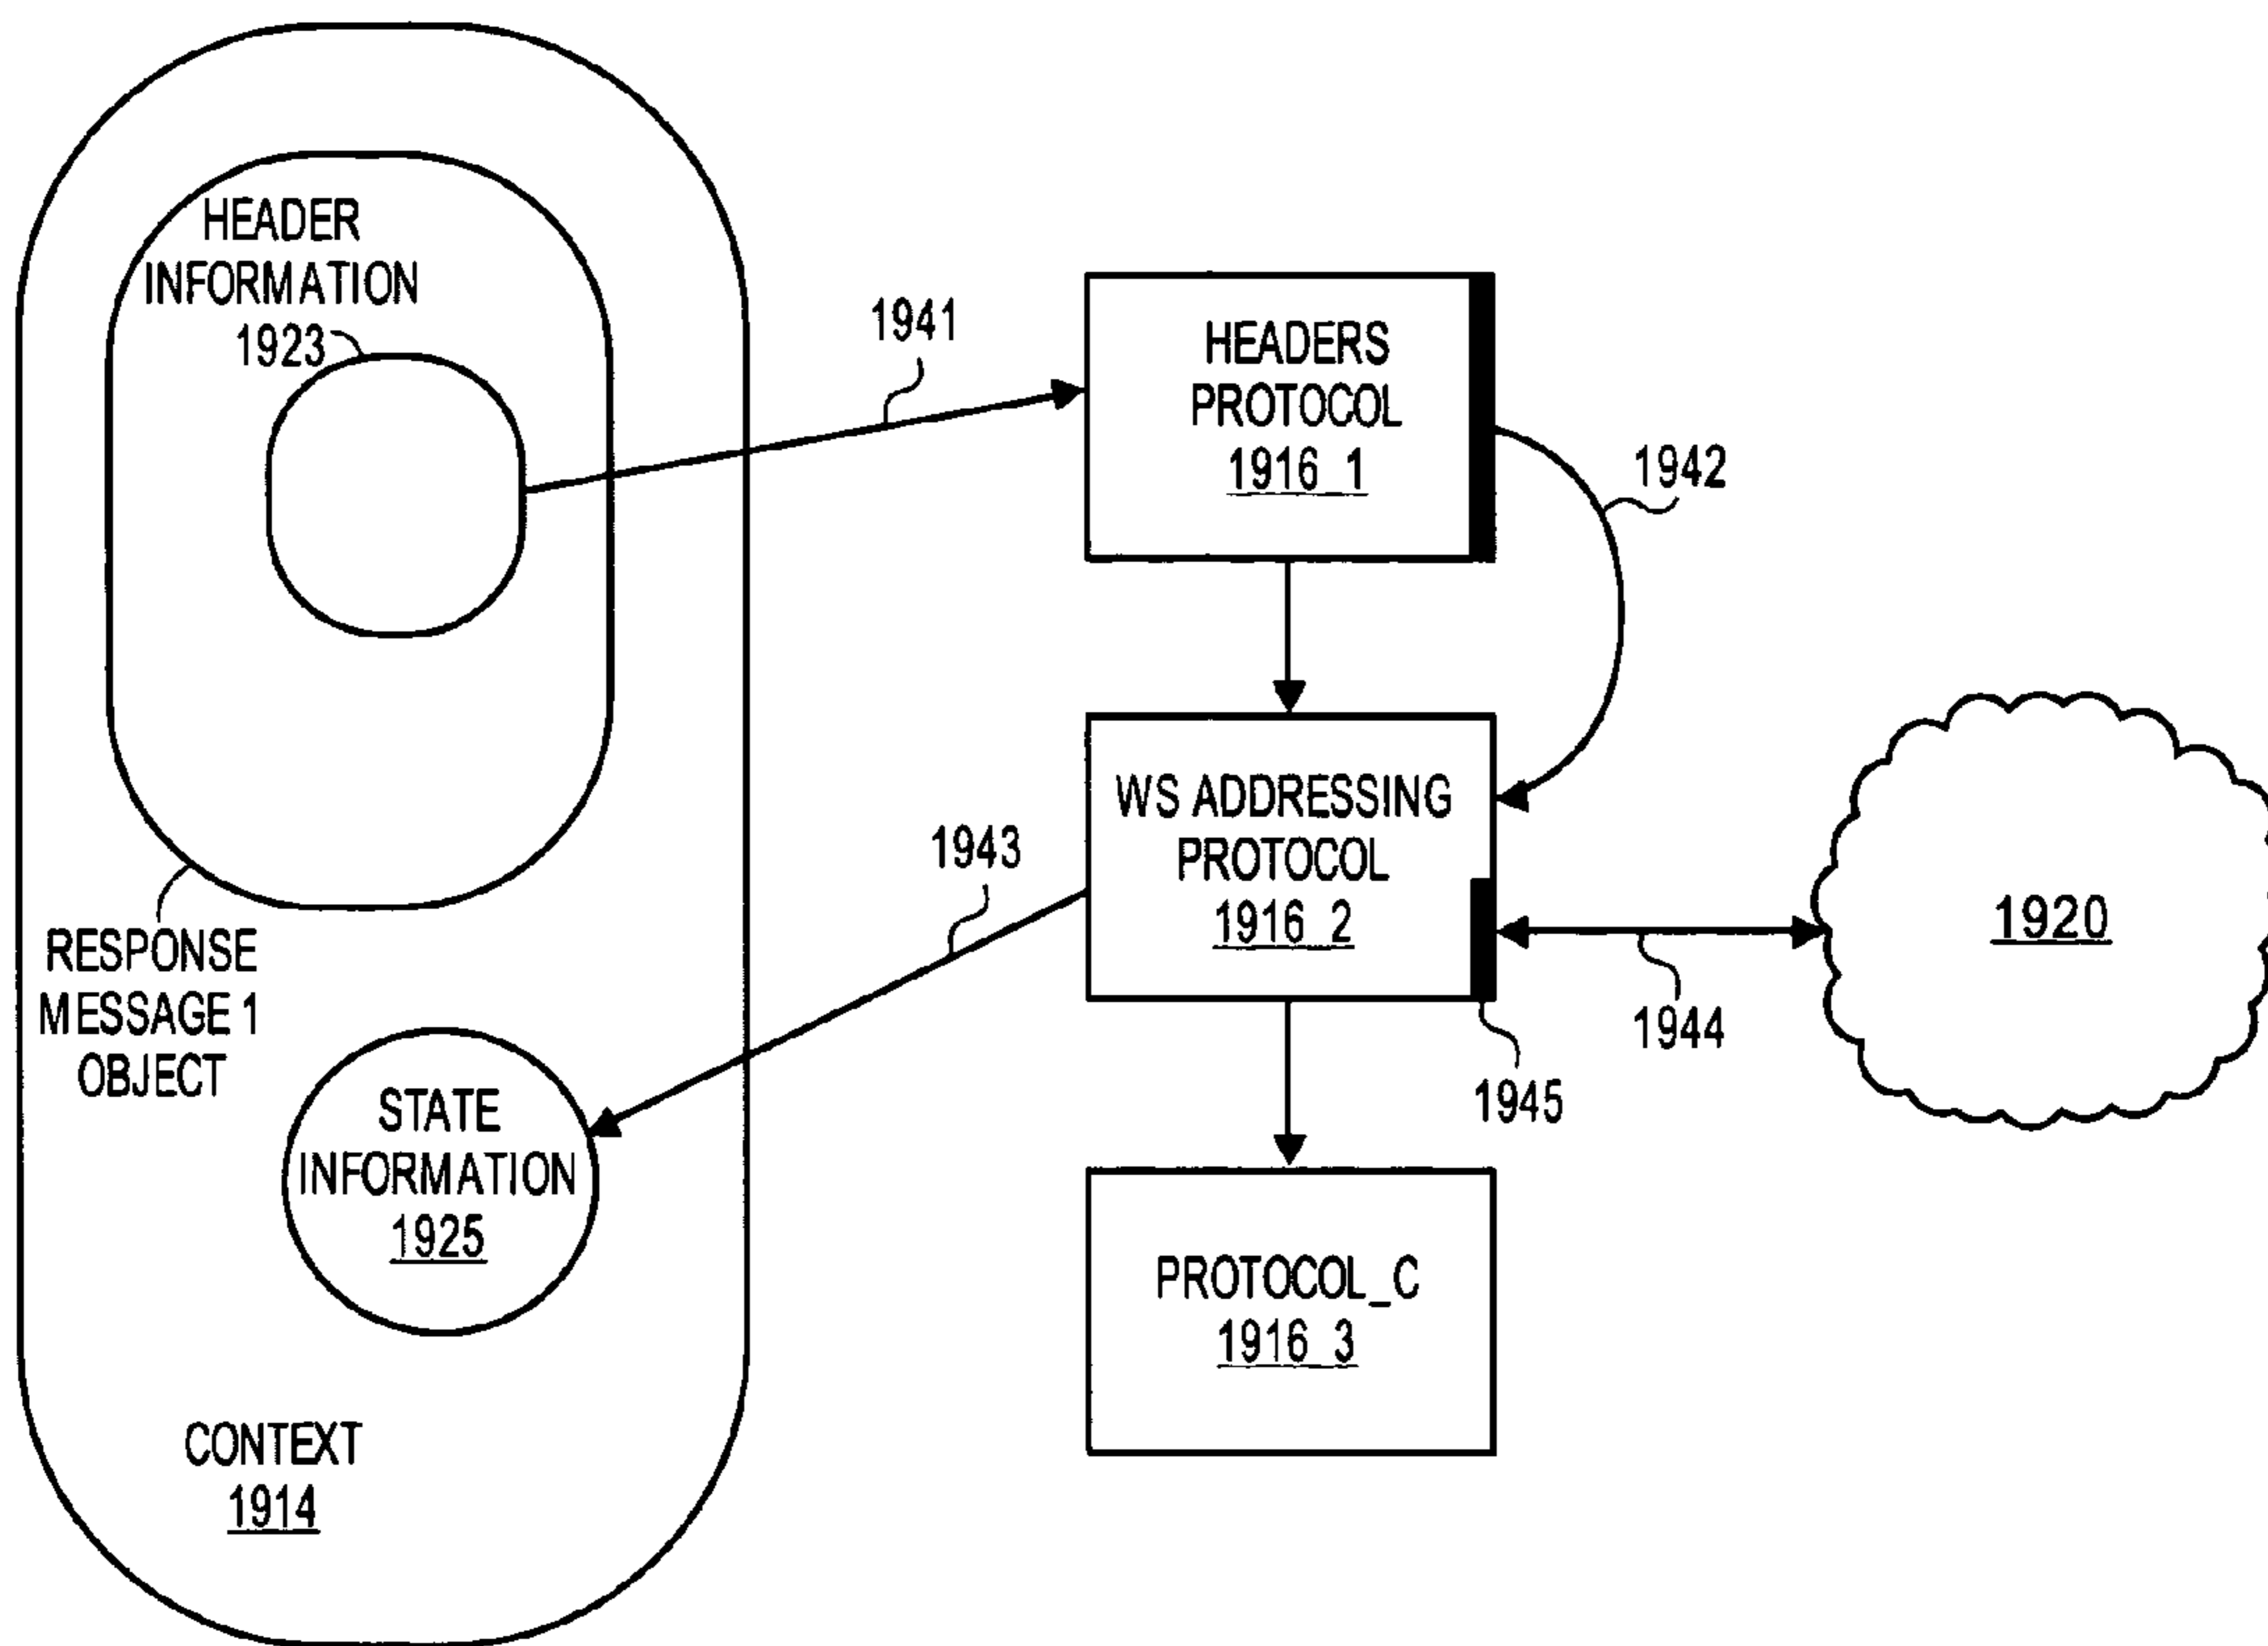 HEADER
INFORMATION
1923
RESPONSE
MESSAGE 1
OBJECT
STATE
INFORMATION
1925
CONTEXT
1914
1941
HEADERS
PROTOCOL
1916_1
1942
WS ADDRESSING
PROTOCOL
1916_2
1943
1944
1945
1920
PROTOCOL_C
1916_3